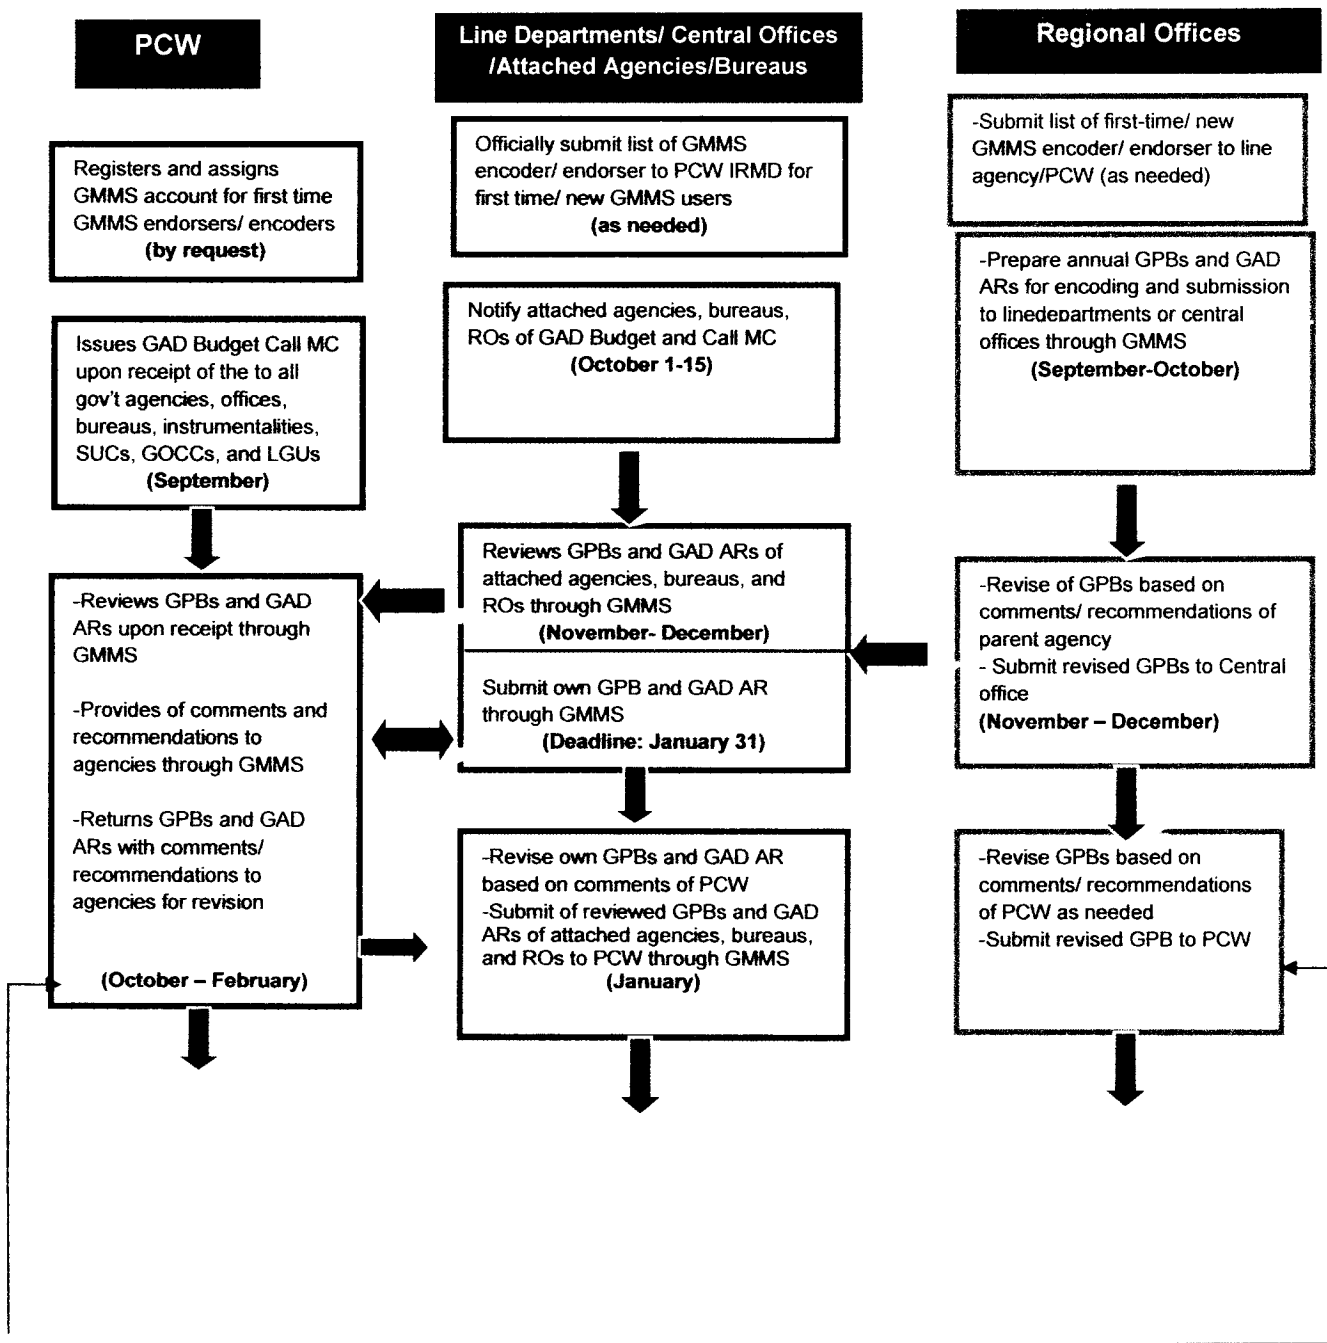 PCW
Registers and assigns
GMMS account for first time
GMMS endorsers/ encoders
(by request)
Issues GAD Budget Call MC
upon receipt of the to all
gov't agencies, offices,
bureaus, instrumentalities,
SUCs, GOCCs, and LGUs
(September)
-Reviews GPBs and GAD
ARs upon receipt through
GMMS
-Provides of comments and
recommendations to
agencies through GMMS
-Returns GPBs and GAD
ARs with comments/
recommendations to
agencies for revision
(October – February)
Line Departments/ Central Offices
/Attached Agencies/Bureaus
Officially submit list of GMMS
encoder/ endorser to PCW IRMD for
first time/ new GMMS users
(as needed)
Notify attached agencies, bureaus,
ROs of GAD Budget and Call MC
(October 1-15)
Reviews GPBs and GAD ARs of
attached agencies, bureaus, and
ROs through GMMS
(November- December)
Submit own GPB and GAD AR
through GMMS
(Deadline: January 31)
-Revise own GPBs and GAD AR
based on comments of PCW
-Submit of reviewed GPBs and GAD
ARs of attached agencies, bureaus,
and ROs to PCW through GMMS
(January)
Regional Offices
-Submit list of first-time/ new
GMMS encoder/ endorser to line
agency/PCW (as needed)
-Prepare annual GPBs and GAD
ARs for encoding and submission
to linedepartments or central
offices through GMMS
(September-October)
-Revise of GPBs based on
comments/ recommendations of
parent agency
- Submit revised GPBs to Central
office
(November – December)
-Revise GPBs based on
comments/ recommendations
of PCW as needed
-Submit revised GPB to PCW